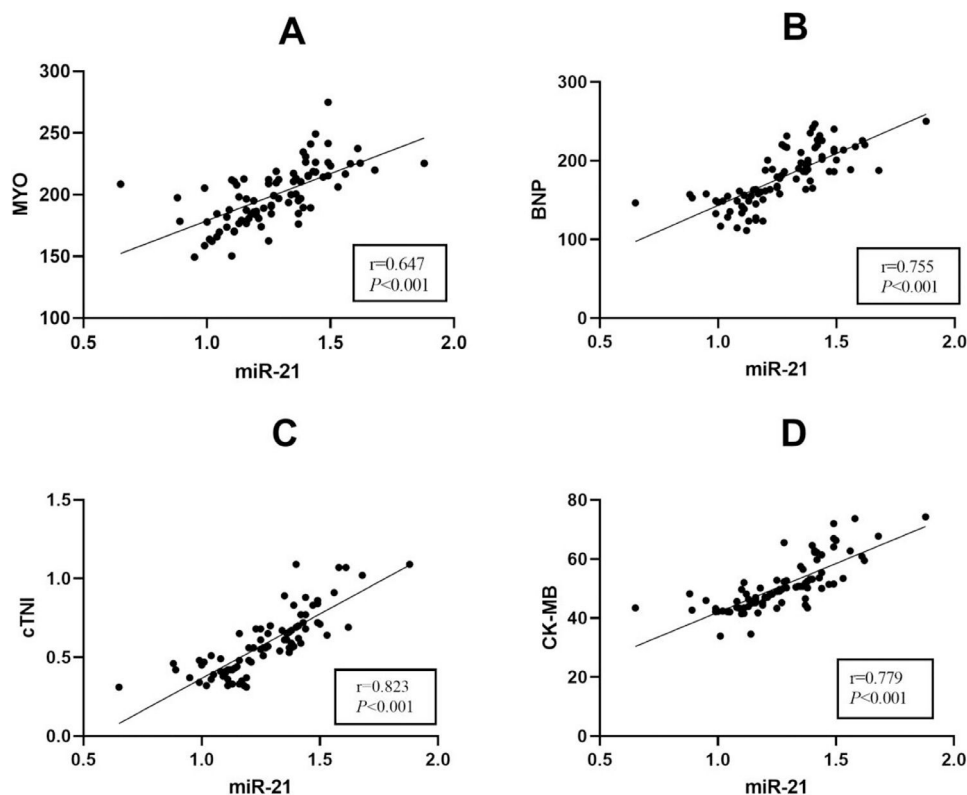 A
300
250
200
150
100
MYO
r=0.647
P<0.001
0.5 1.0 1.5 2.0
miR-21
B
300
200
100
0
BNP
r=0.755
P<0.001
0.5 1.0 1.5 2.0
miR-21
C
1.5
1.0
0.5
0.0
cTNI
r=0.823
P<0.001
0.5 1.0 1.5 2.0
miR-21
D
80
60
40
20
0
CK-MB
r=0.779
P<0.001
0.5 1.0 1.5 2.0
miR-21